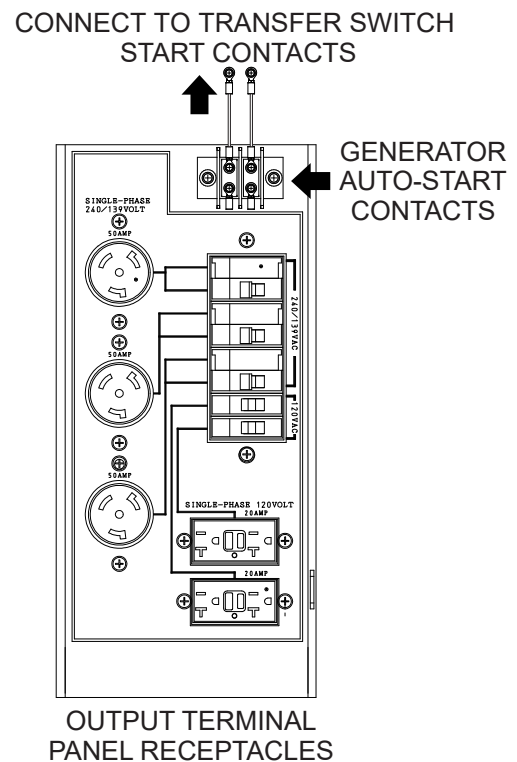 CONNECT TO TRANSFER SWITCH
START CONTACTS
GENERATOR
AUTO-START
CONTACTS
SINGLE-PHASE
240/139VOLT
50AMP
50AMP
50AMP
240/139VAC
120VAC
SINGLE-PHASE 120VOLT
20AMP
20AMP
OUTPUT TERMINAL
PANEL RECEPTACLES